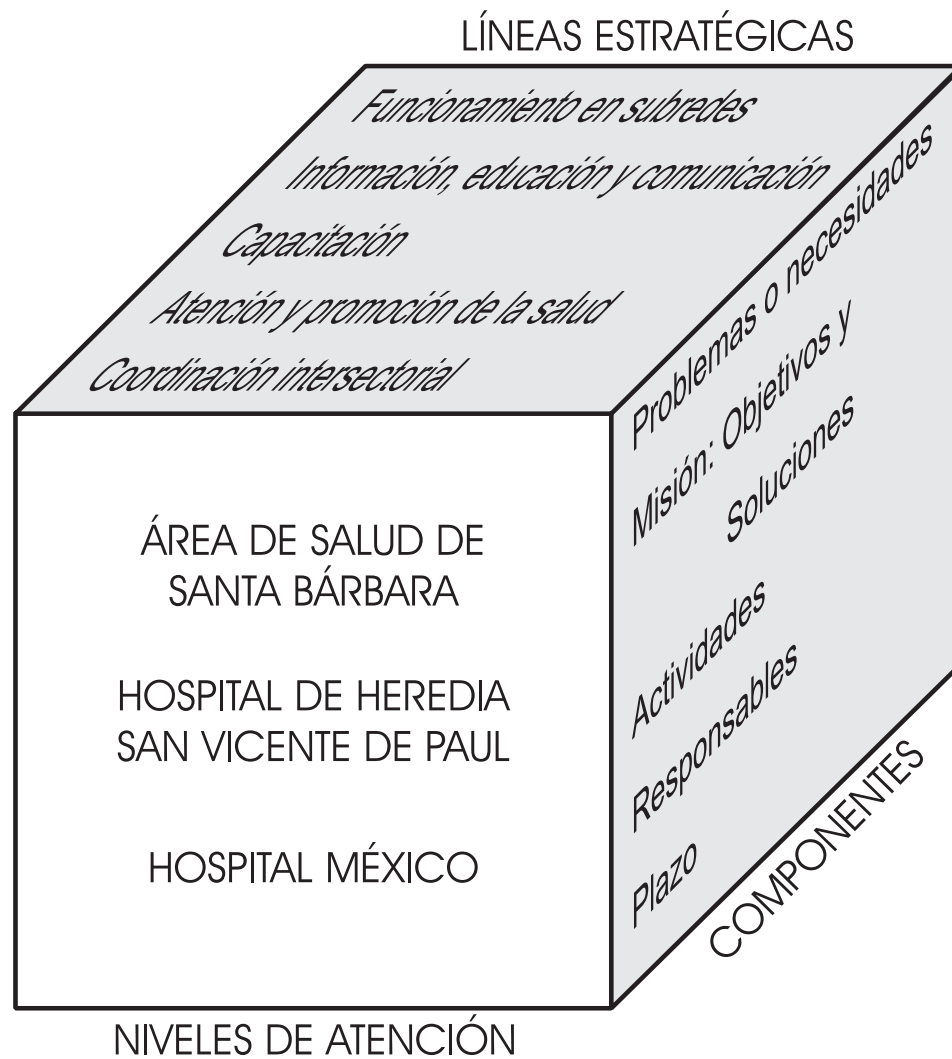 LÍNEAS ESTRATÉGICAS
Funcionamiento en subredes
Información, educación y comunicación
Capacitación
Atención y promoción de la salud
Coordinación intersectorial
Problemas o necesidades
Misión: Objetivos y
Soluciones
Actividades
Responsables
Plazo
COMPONENTES
ÁREA DE SALUD DE
SANTA BÁRBARA
HOSPITAL DE HEREDIA
SAN VICENTE DE PAUL
HOSPITAL MÉXICO
NIVELES DE ATENCIÓN